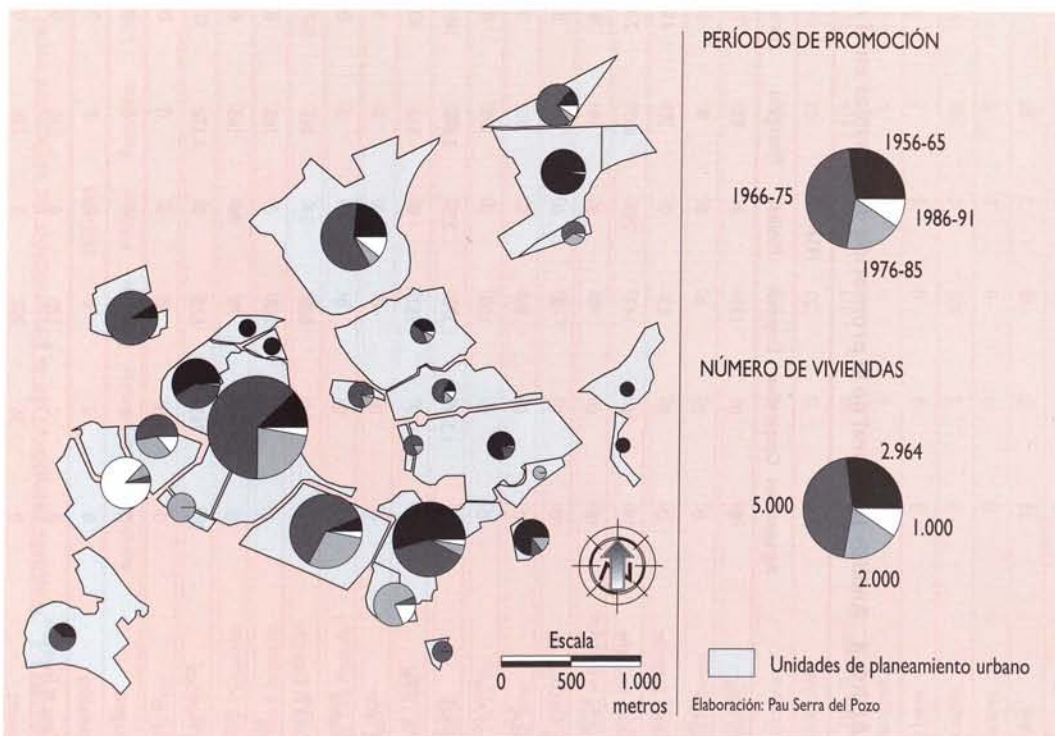 PERÍODOS DE PROMOCIÓN
1956-65
1966-75
1986-91
1976-85
NÚMERO DE VIVIENDAS
2.964
5.000
1.000
2.000
N
Escala
0 500 1.000
metros
Unidades de planeamiento urbano
Elaboración: Pau Serra del Pozo